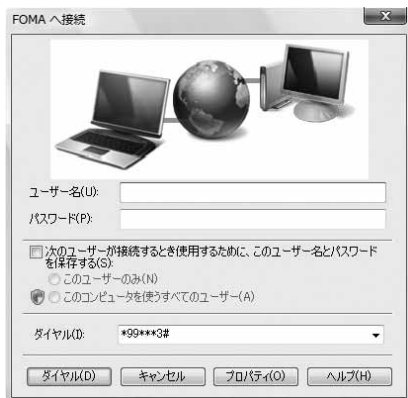 FOMA へ接続
ユーザー名(U):
パスワード(P):
次のユーザーが接続するとき使用するために、このユーザー名とパスワード
を保存する(S):
このユーザーのみ(N)
このコンピュータを使うすべてのユーザー(A)
ダイヤル(I):
*99***3#
ダイヤル(D)
キャンセル
プロパティ(O)
ヘルプ(H)